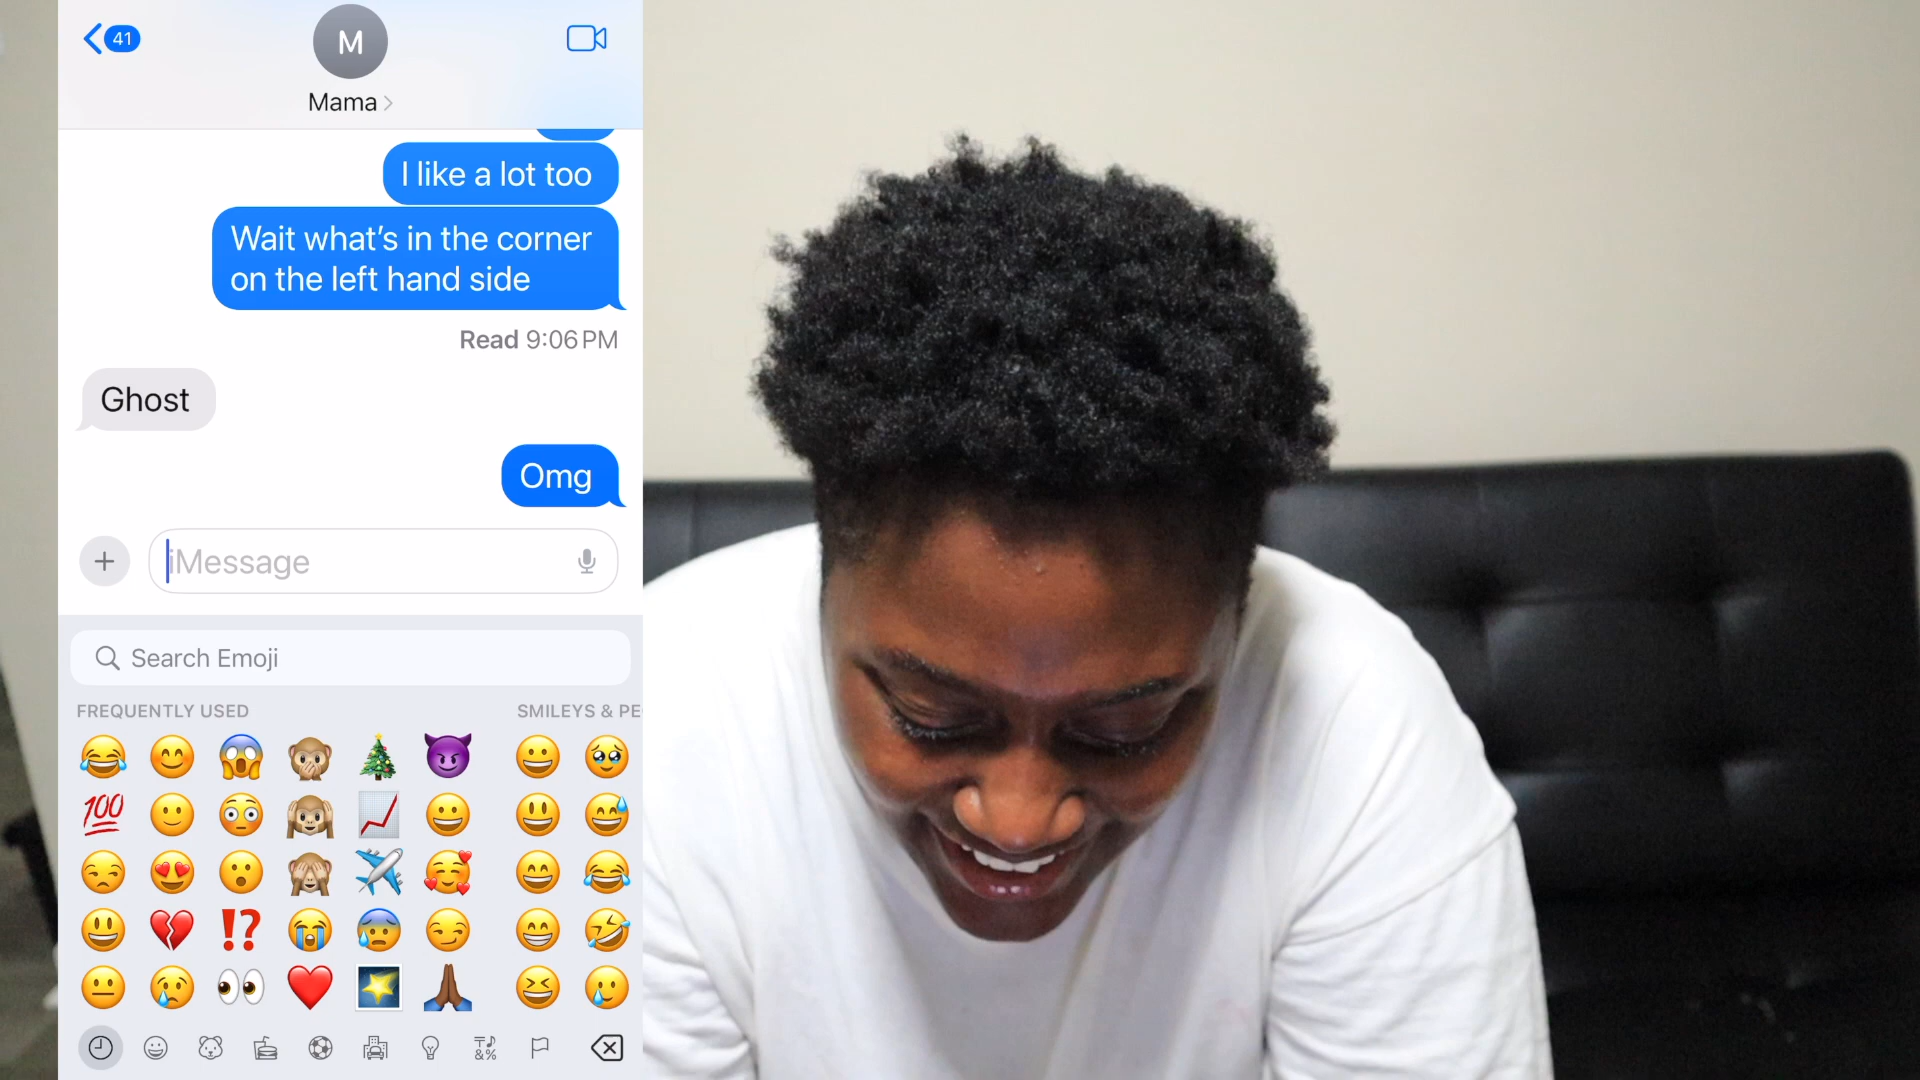 41
M
Mama
I like a lot too
Wait what's in the corner
on the left hand side
Read 9:06 PM
Ghost
Omg
iMessage
Search Emoji
FREQUENTLY USED
SMILEYS & PE